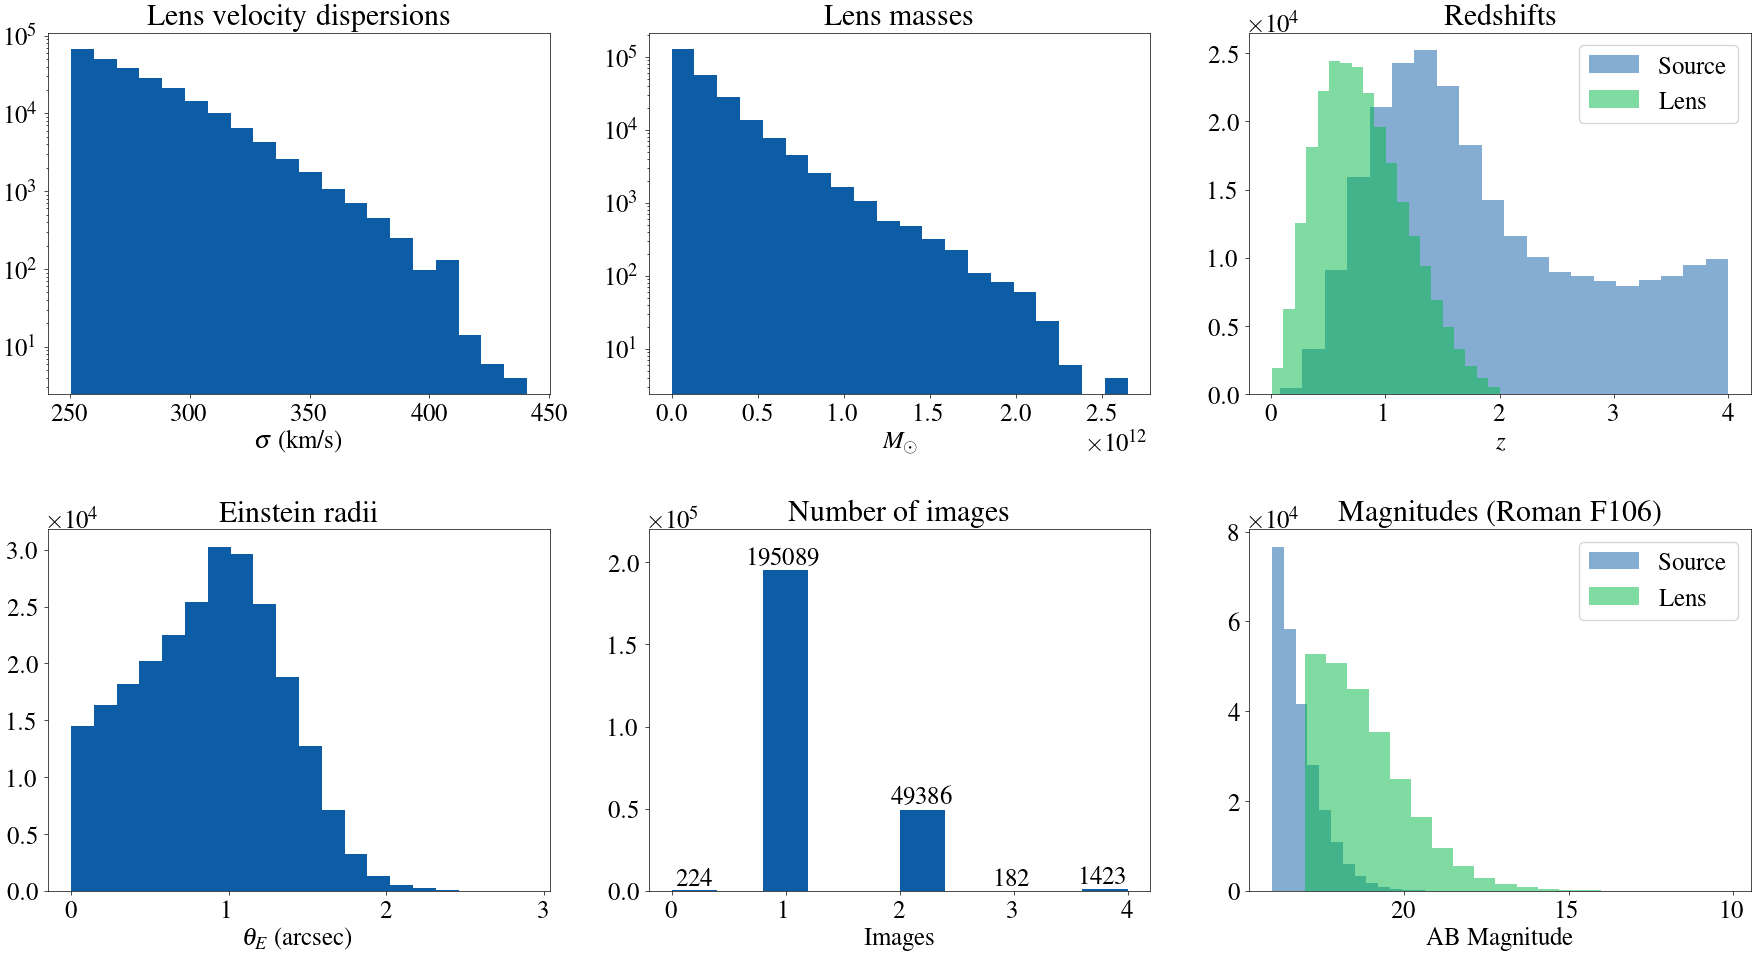 Lens velocity dispersions
10^5
10^4
10^3
10^2
10^1
250 300 350 400 450
σ (km/s)
Lens masses
10^5
10^4
10^3
10^2
10^1
0.0 0.5 1.0 1.5 2.0 2.5
M_⊙
×10^12
Redshifts
×10^4
2.5
2.0
1.5
1.0
0.5
0.0
Source
Lens
0 1 2 3 4
z
Einstein radii
×10^4
3.0
2.5
2.0
1.5
1.0
0.5
0.0
0 1 2 3
θ_E (arcsec)
Number of images
×10^5
2.0
1.5
1.0
0.5
0.0
224
195089
49386
182
1423
0 1 2 3 4
Images
Magnitudes (Roman F106)
×10^4
8
6
4
2
0
Source
Lens
20 15 10
AB Magnitude